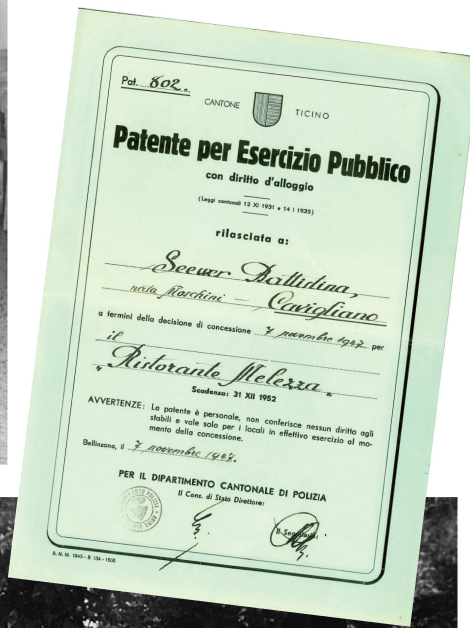 Pat. 802.
CANTONE TICINO
Patente per Esercizio Pubblico
con diritto d'alloggio
(Leggi cantonali 12 XI 1931 e 14 I 1935)
rilasciata a:
Seewer Battistina,
nata Marchini – Cavigliano
a termini della decisione di concessione 7 novembre 1947 per
il
"Ristorante Melezza"
Scadenza: 31 XII 1952
AVVERTENZE: La patente è personale, non conferisce nessun diritto agli
stabili e vale solo per i locali in effettivo esercizio al mo-
mento della concessione.
Bellinzona, il 7 novembre 1947.
PER IL DIPARTIMENTO CANTONALE DI POLIZIA
Il Cons. di Stato Direttore:
Il Segretario: